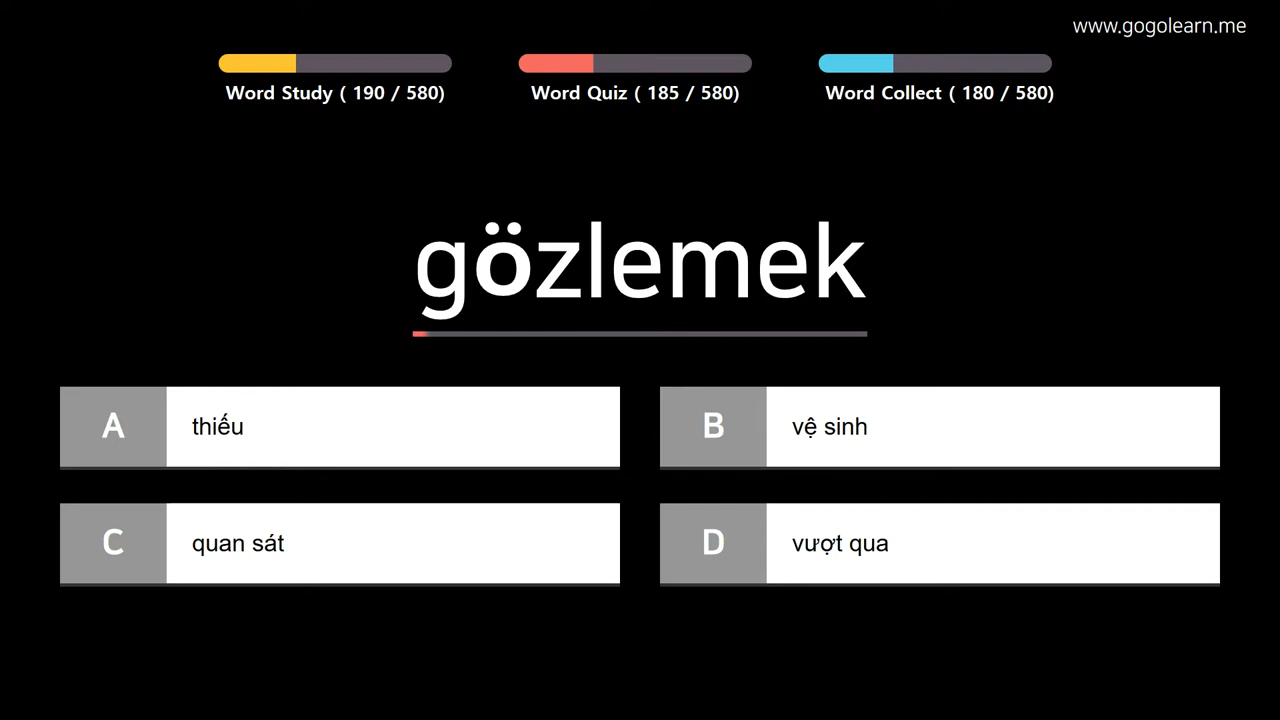 www.gogolearn.me
Word Study ( 190 / 580)
Word Quiz ( 185 / 580)
Word Collect ( 180 / 580)
gözlemek
A
thiếu
B
vệ sinh
C
quan sát
D
vượt qua